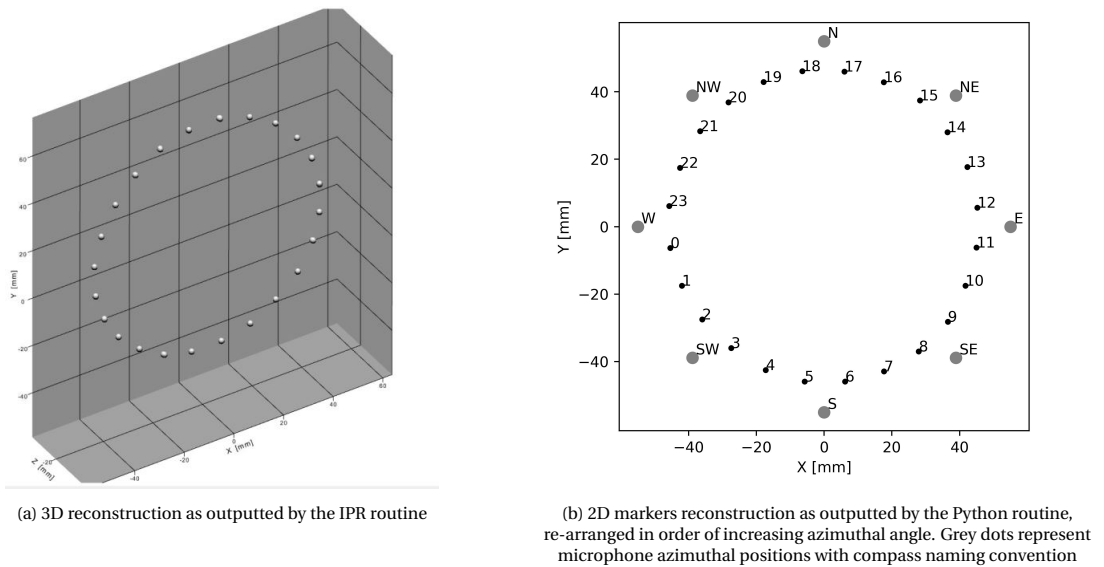 60
40
20
0
-20
-40
Y [mm]
-20
Z [mm]
-40
-20
0
20
40
60
X [mm]
(a) 3D reconstruction as outputted by the IPR routine
N
18
17
19
16
NW
NE
20
15
21
14
22
13
23
12
W
E
0
11
1
10
2
9
SW
3
8
SE
4
7
5
6
S
40
20
0
−20
−40
Y [mm]
−40
−20
0
20
40
X [mm]
(b) 2D markers reconstruction as outputted by the Python routine,
re-arranged in order of increasing azimuthal angle. Grey dots represent
microphone azimuthal positions with compass naming convention